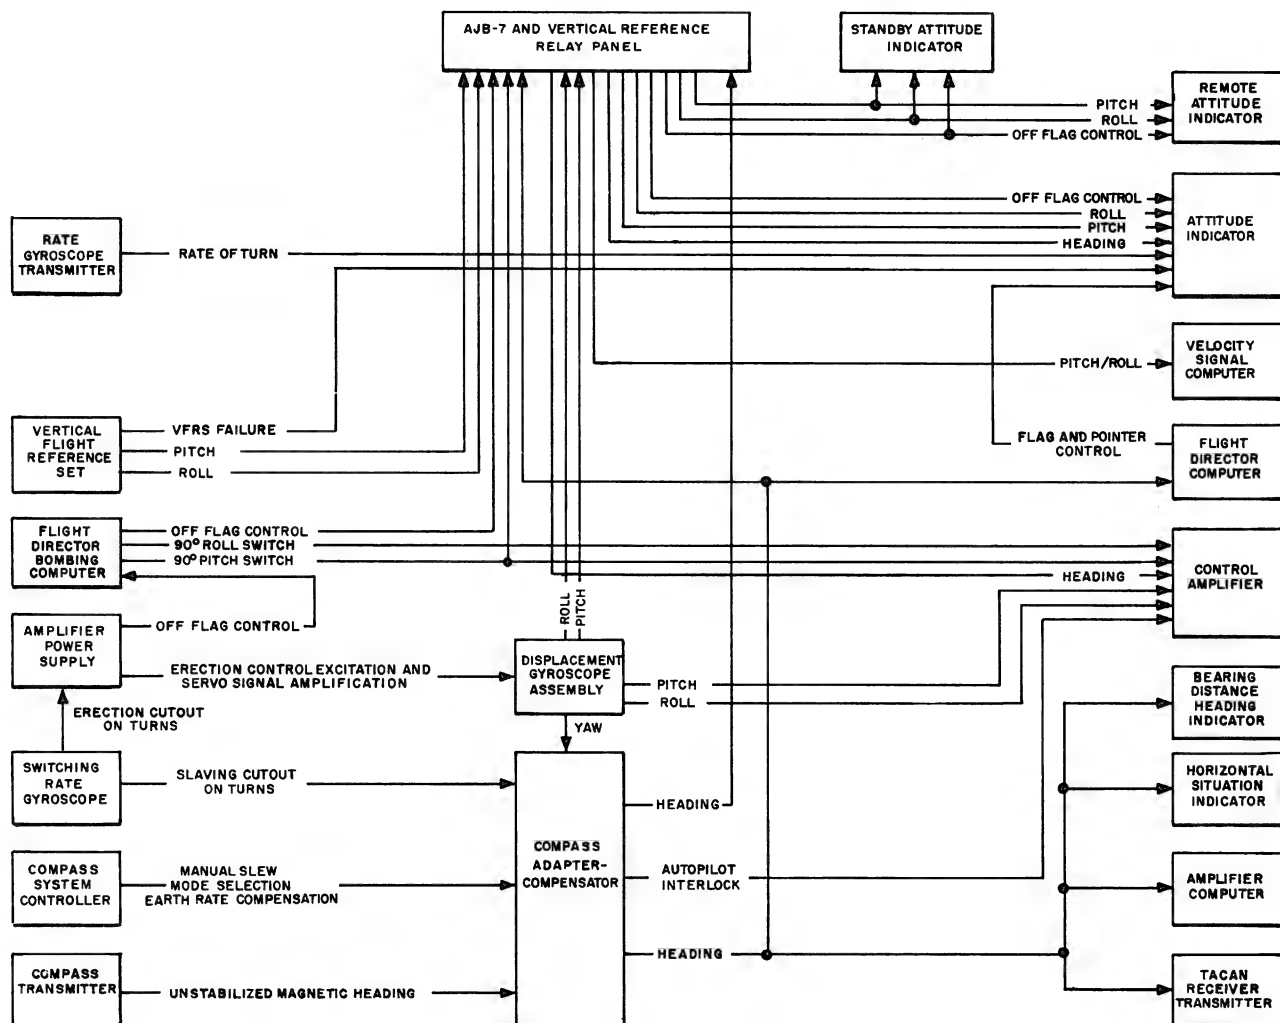 AJB-7 AND VERTICAL REFERENCE
RELAY PANEL
STANDBY ATTITUDE
INDICATOR
REMOTE
ATTITUDE
INDICATOR
PITCH
ROLL
OFF FLAG CONTROL
OFF FLAG CONTROL
ROLL
PITCH
HEADING
ATTITUDE
INDICATOR
RATE
GYROSCOPE
TRANSMITTER
RATE OF TURN
PITCH/ROLL
VELOCITY
SIGNAL
COMPUTER
VERTICAL
FLIGHT
REFERENCE
SET
VFRS FAILURE
PITCH
ROLL
FLAG AND POINTER
CONTROL
FLIGHT
DIRECTOR
COMPUTER
FLIGHT
DIRECTOR
BOMBING
COMPUTER
OFF FLAG CONTROL
90° ROLL SWITCH
90° PITCH SWITCH
HEADING
CONTROL
AMPLIFIER
AMPLIFIER
POWER
SUPPLY
OFF FLAG CONTROL
ERECTION CONTROL EXCITATION AND
SERVO SIGNAL AMPLIFICATION
ROLL
PITCH
DISPLACEMENT
GYROSCOPE
ASSEMBLY
PITCH
ROLL
YAW
BEARING
DISTANCE
HEADING
INDICATOR
ERECTION CUTOUT
ON TURNS
SWITCHING
RATE
GYROSCOPE
SLAVING CUTOUT
ON TURNS
HEADING
HORIZONTAL
SITUATION
INDICATOR
COMPASS
ADAPTER-
COMPENSATOR
COMPASS
SYSTEM
CONTROLLER
MANUAL SLEW
MODE SELECTION
EARTH RATE COMPENSATION
AUTOPILOT
INTERLOCK
AMPLIFIER
COMPUTER
HEADING
COMPASS
TRANSMITTER
UNSTABILIZED MAGNETIC HEADING
TACAN
RECEIVER
TRANSMITTER